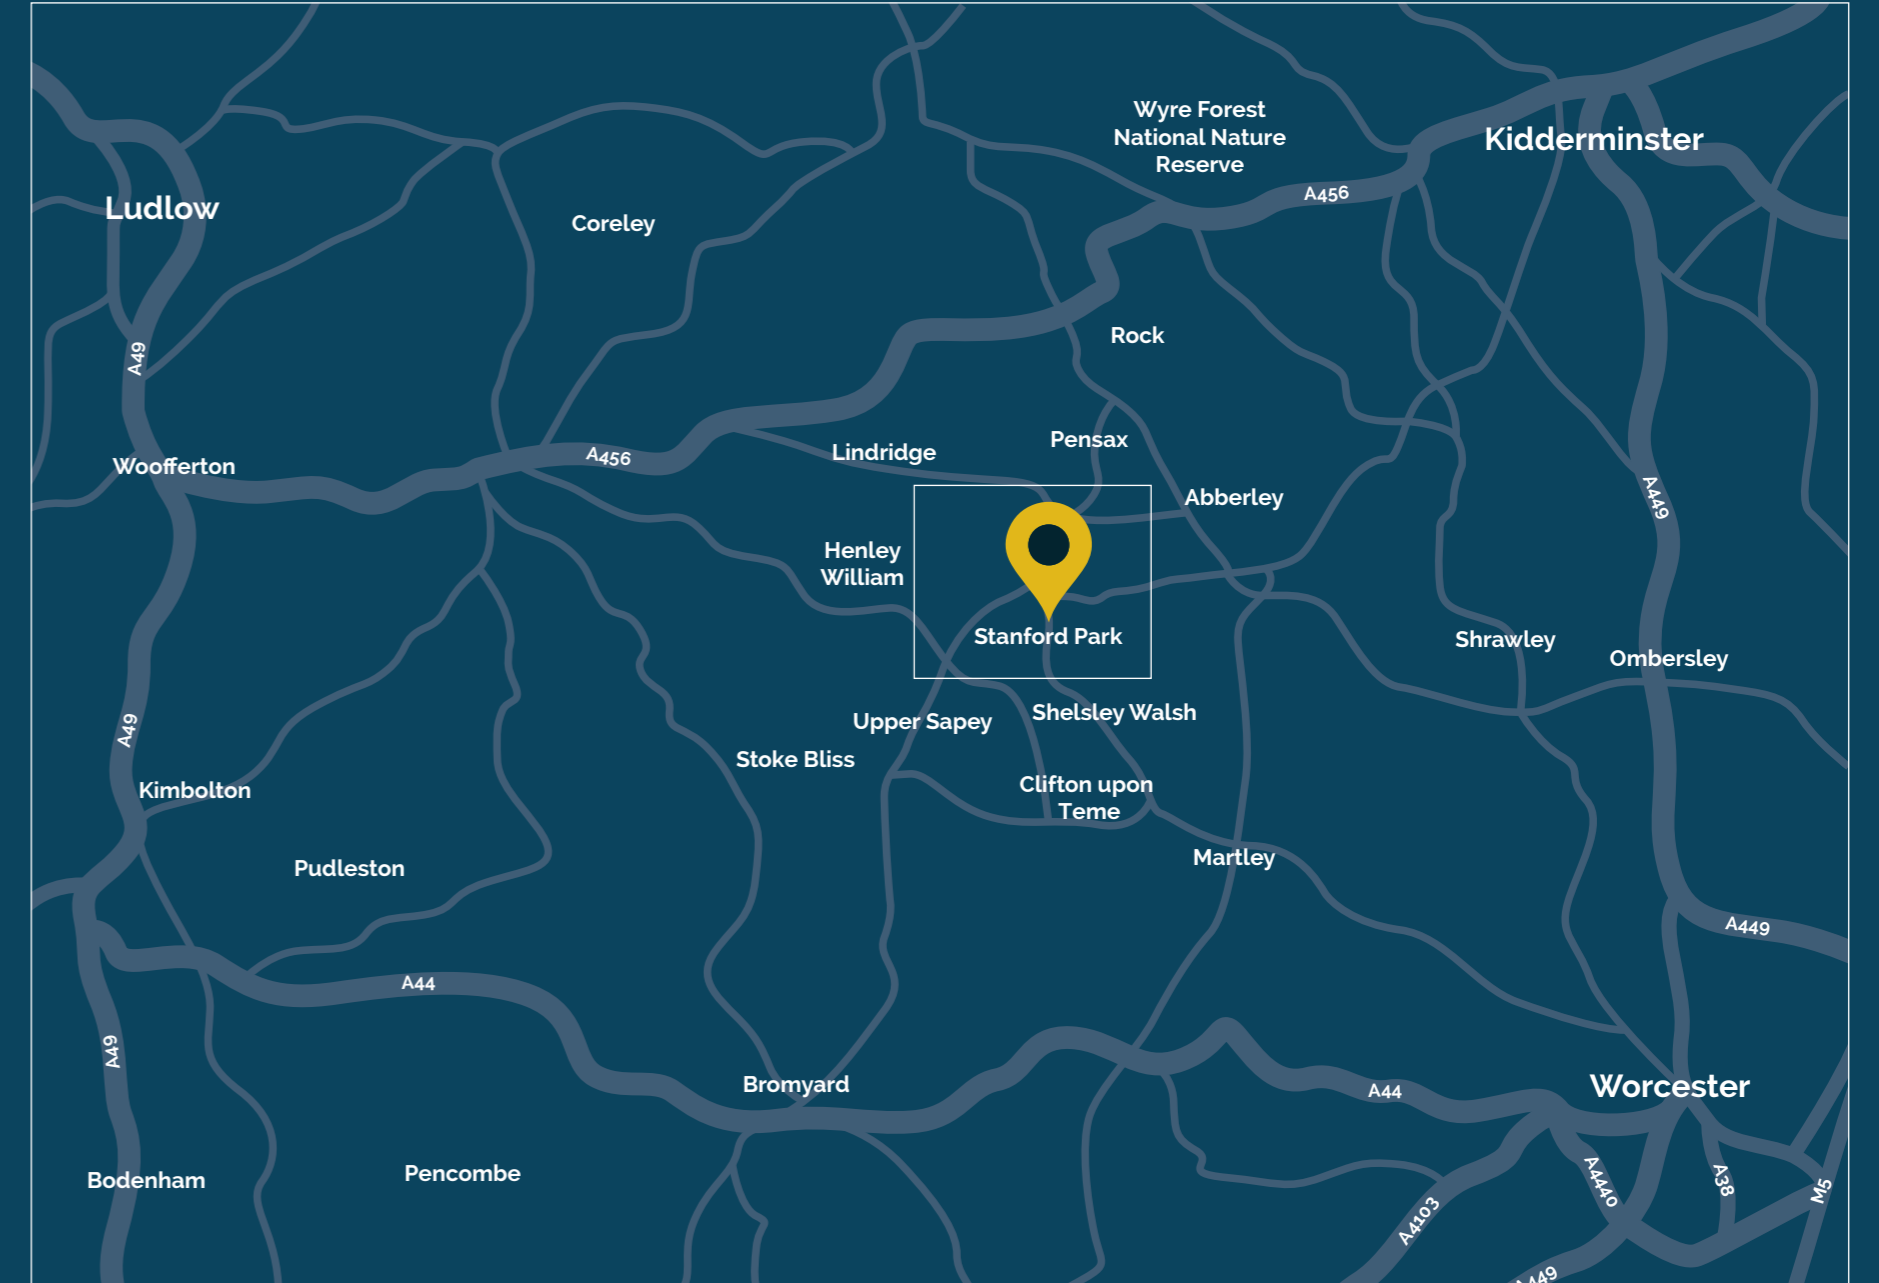 Wyre Forest
National Nature
Reserve
Kidderminster
A456
Ludlow
Coreley
Rock
A49
Pensax
Lindridge
A456
Woofferton
Abberley
A449
Henley
William
Stanford Park
Shrawley
Ombersley
Shelsley Walsh
Upper Sapey
A49
Stoke Bliss
Clifton upon
Teme
Kimbolton
Martley
Pudleston
A449
A44
A49
Bromyard
A44
Worcester
Pencombe
Bodenham
A4440
A38
M5
A4103
A449